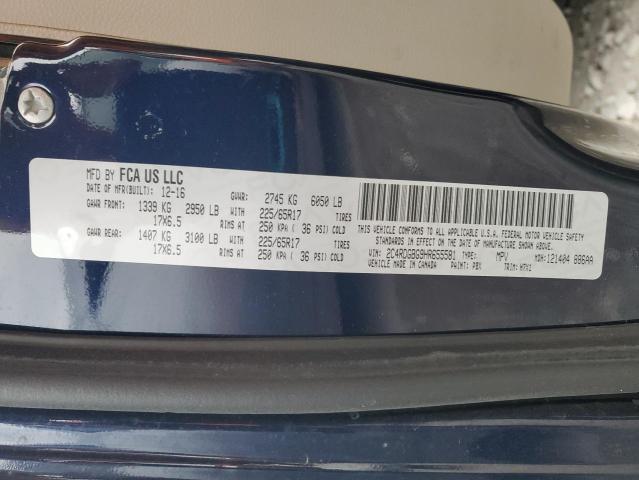 MFD BY FCA US LLC
DATE OF MFR(BUILT): 12-16 GVWR: 2745 KG 6050 LB
GAWR FRONT: 1339 KG 2950 LB WITH 225/65R17 TIRES
17X6.5 RIMS AT 250 KPA ( 36 PSI) COLD
GAWR REAR: 1407 KG 3100 LB WITH 225/65R17 TIRES
17X6.5 RIMS AT 250 KPA ( 36 PSI) COLD
THIS VEHICLE CONFORMS TO ALL APPLICABLE U.S.A. FEDERAL MOTOR VEHICLE SAFETY
STANDARDS IN EFFECT ON THE DATE OF MANUFACTURE SHOWN ABOVE.
VIN: 2C4RDGBG9HR655581 TYPE: MPV MDH: 121404 886AA
VEHICLE MADE IN CANADA PAINT: PBX TRIM: H7X1